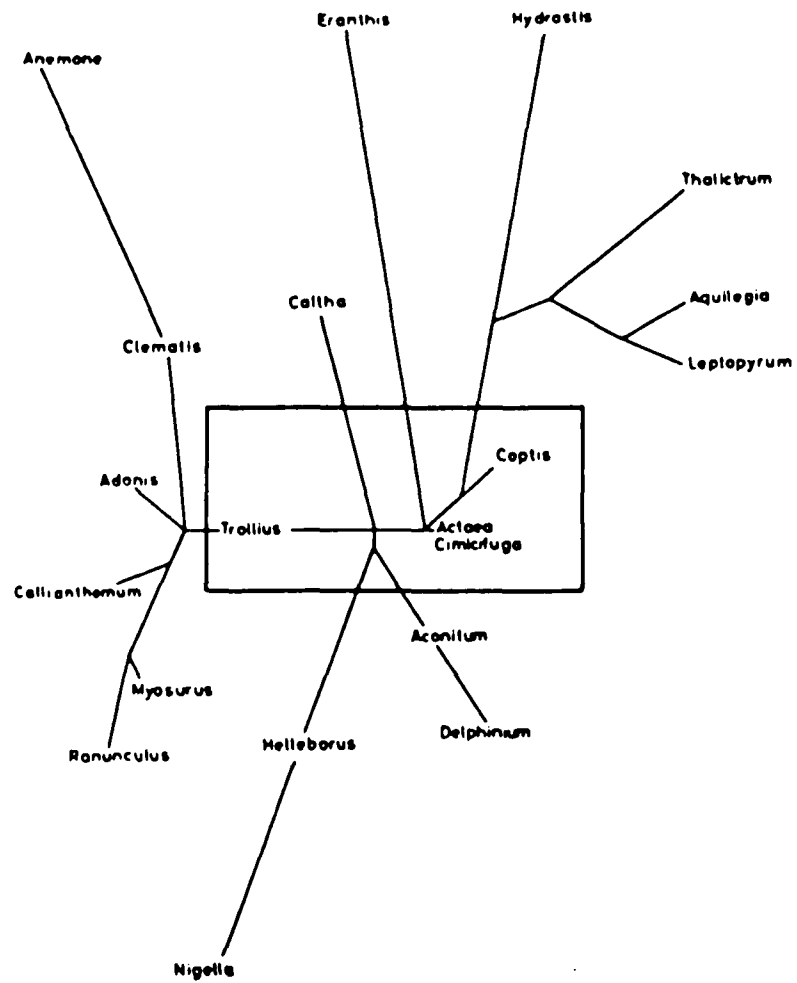 Eranthis
Hydrastis
Anemone
Thalictrum
Aquilegia
Caltha
Clematis
Leptopyrum
Coptis
Adonis
Trollius
Actaea
Cimicifuga
Callianthemum
Aconitum
Myosurus
Delphinium
Helleborus
Ranunculus
Nigella